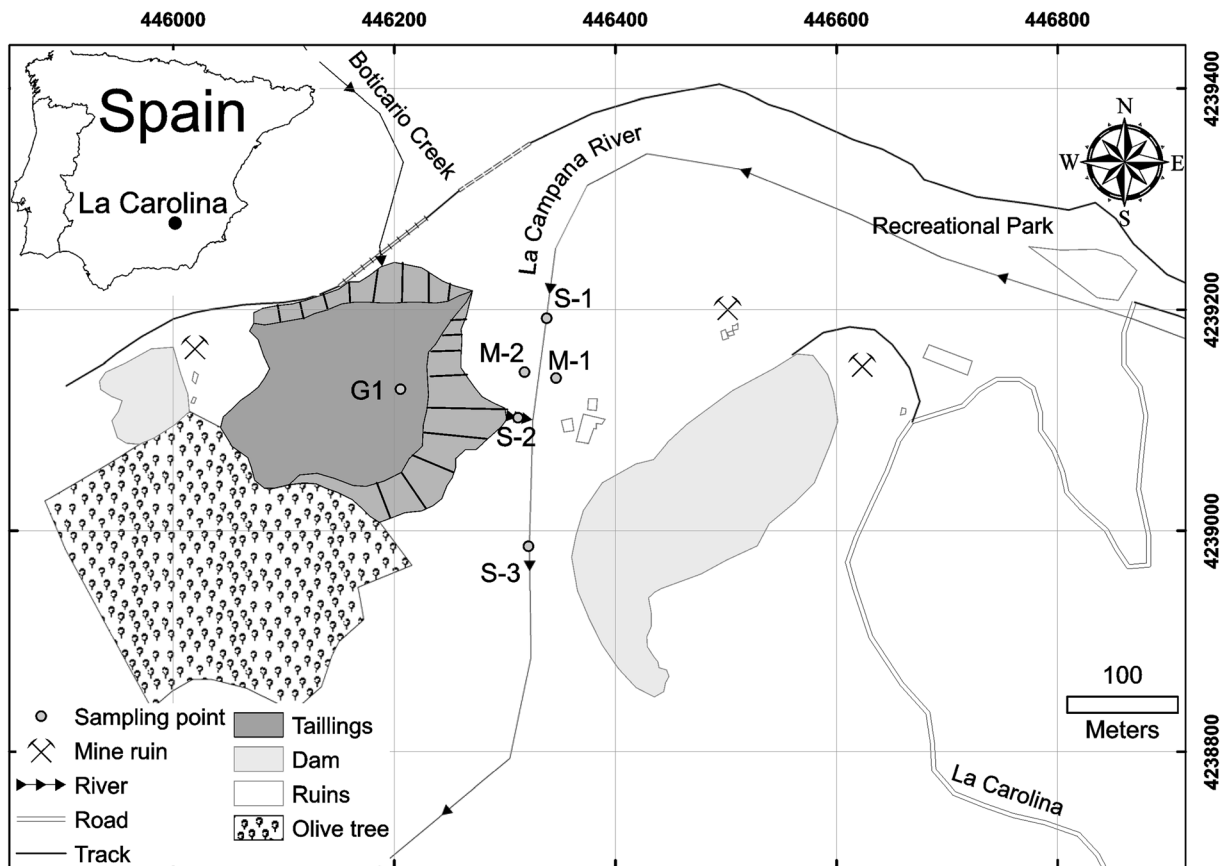 446000
446200
446400
446600
446800
4239400
4239200
4239000
4238800
Spain
La Carolina
Boticario Creek
La Campana River
Recreational Park
N
W
E
S
S-1
M-2
M-1
G1
S-2
S-3
La Carolina
100
Meters
Sampling point
Mine ruin
River
Road
Track
Taillings
Dam
Ruins
Olive tree